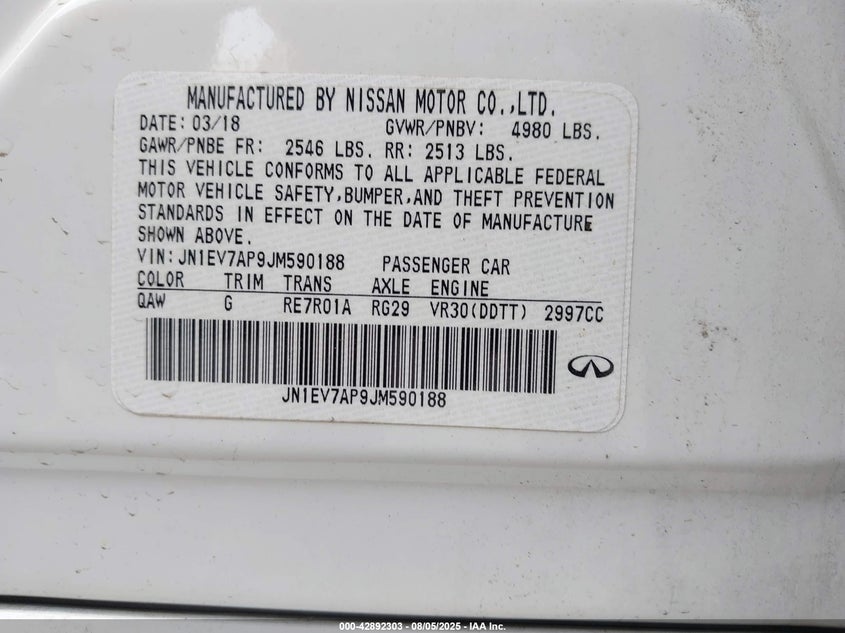 MANUFACTURED BY NISSAN MOTOR CO.,LTD.
DATE: 03/18 GVWR/PNBV: 4980 LBS.
GAWR/PNBE FR: 2546 LBS. RR: 2513 LBS.
THIS VEHICLE CONFORMS TO ALL APPLICABLE FEDERAL
MOTOR VEHICLE SAFETY,BUMPER,AND THEFT PREVENTION
STANDARDS IN EFFECT ON THE DATE OF MANUFACTURE
SHOWN ABOVE.
VIN: JN1EV7AP9JM590188 PASSENGER CAR
COLOR TRIM TRANS AXLE ENGINE
QAW G RE7R01A RG29 VR30(DDTT) 2997CC
JN1EV7AP9JM590188
000-42892303 - 08/05/2025 - IAA Inc.